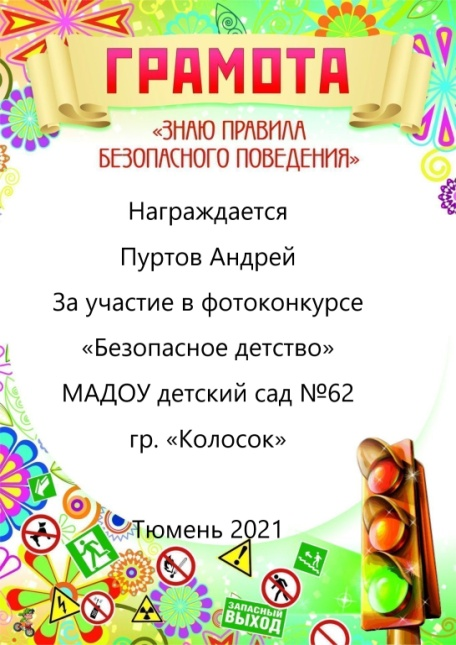 ГРАМОТА
«ЗНАЮ ПРАВИЛА
БЕЗОПАСНОГО ПОВЕДЕНИЯ»
Награждается
Пуртов Андрей
За участие в фотоконкурсе
«Безопасное детство»
МАДОУ детский сад №62
гр. «Колосок»
Тюмень 2021
ЗАПАСНЫЙ
ВЫХОД